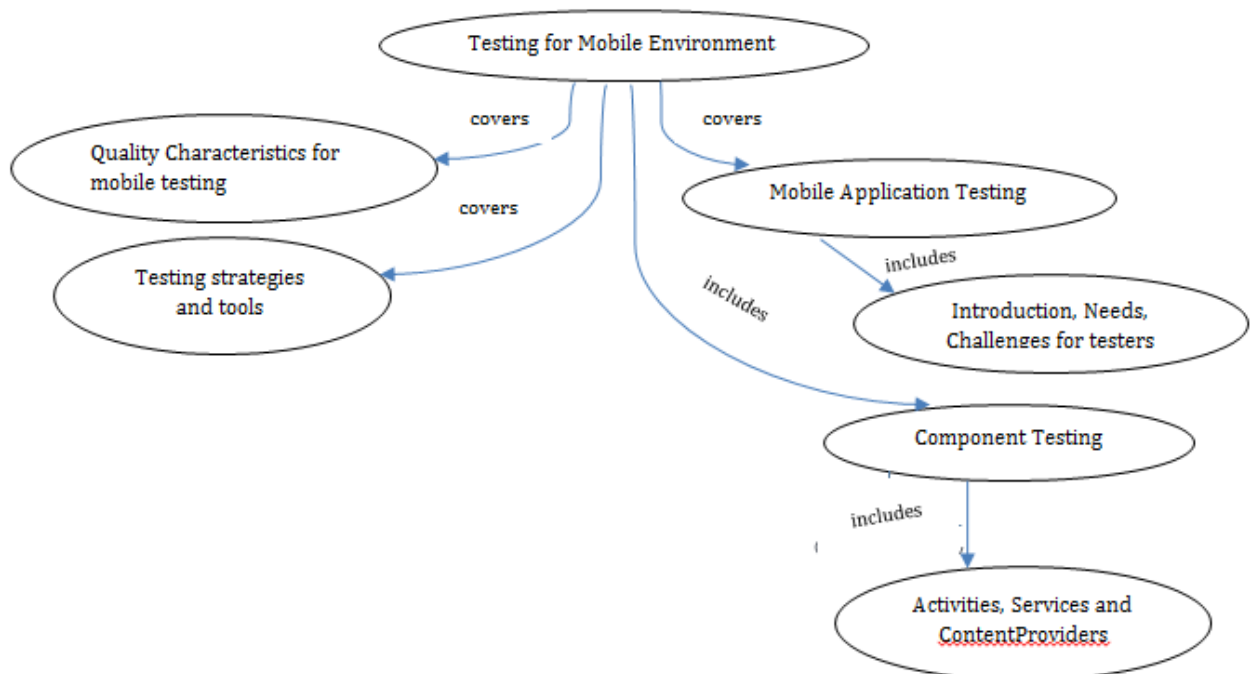 Testing for Mobile Environment
covers
covers
Quality Characteristics for
mobile testing
Mobile Application Testing
covers
includes
Testing strategies
and tools
includes
Introduction, Needs,
Challenges for testers
Component Testing
includes
Activities, Services and
ContentProviders